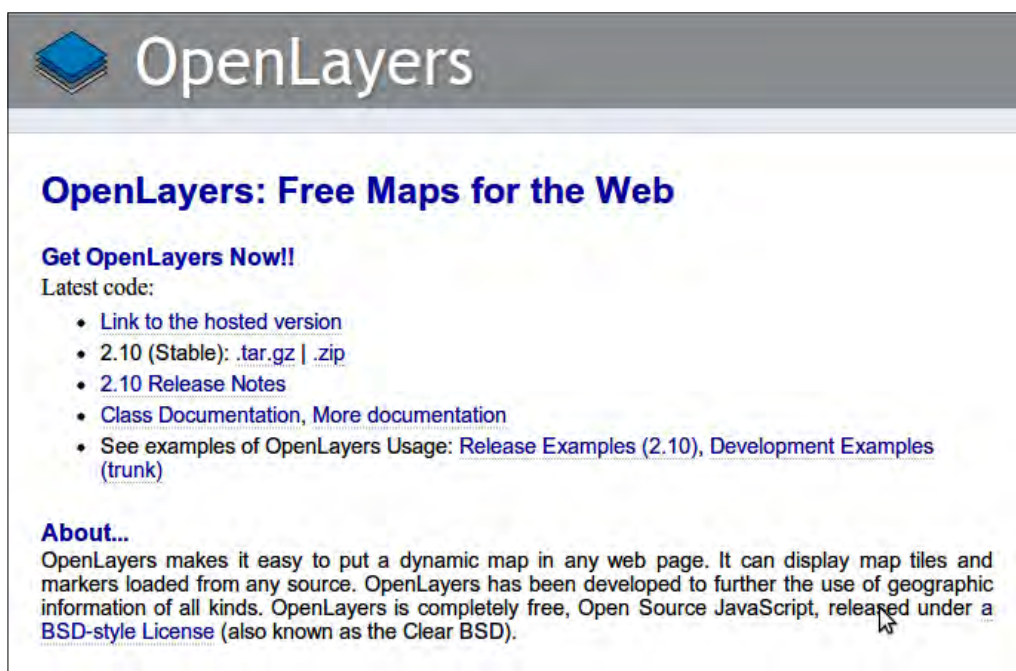 OpenLayers
OpenLayers: Free Maps for the Web
Get OpenLayers Now!!
Latest code:
• Link to the hosted version
• 2.10 (Stable): .tar.gz | .zip
• 2.10 Release Notes
• Class Documentation, More documentation
• See examples of OpenLayers Usage: Release Examples (2.10), Development Examples
(trunk)
About...
OpenLayers makes it easy to put a dynamic map in any web page. It can display map tiles and
markers loaded from any source. OpenLayers has been developed to further the use of geographic
information of all kinds. OpenLayers is completely free, Open Source JavaScript, released under a
BSD-style License (also known as the Clear BSD).